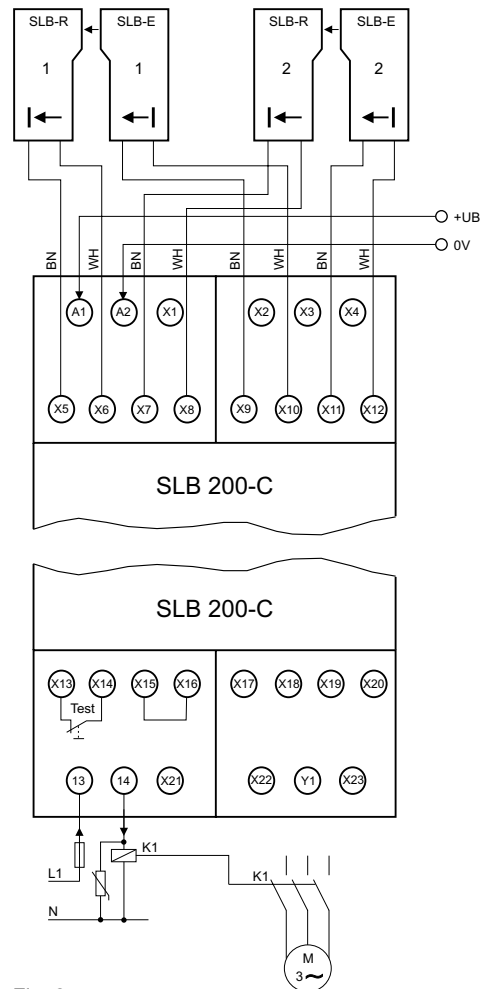 SLB-R SLB-E SLB-R SLB-E
1 1 2 2
+UB
0V
BN WH BN WH BN WH BN WH
A1 A2 X1 X2 X3 X4
X5 X6 X7 X8 X9 X10 X11 X12
SLB 200-C
SLB 200-C
X13 X14 X15 X16 X17 X18 X19 X20
Test
13 14 X21 X22 Y1 X23
K1
L1 K1
N
M
3~